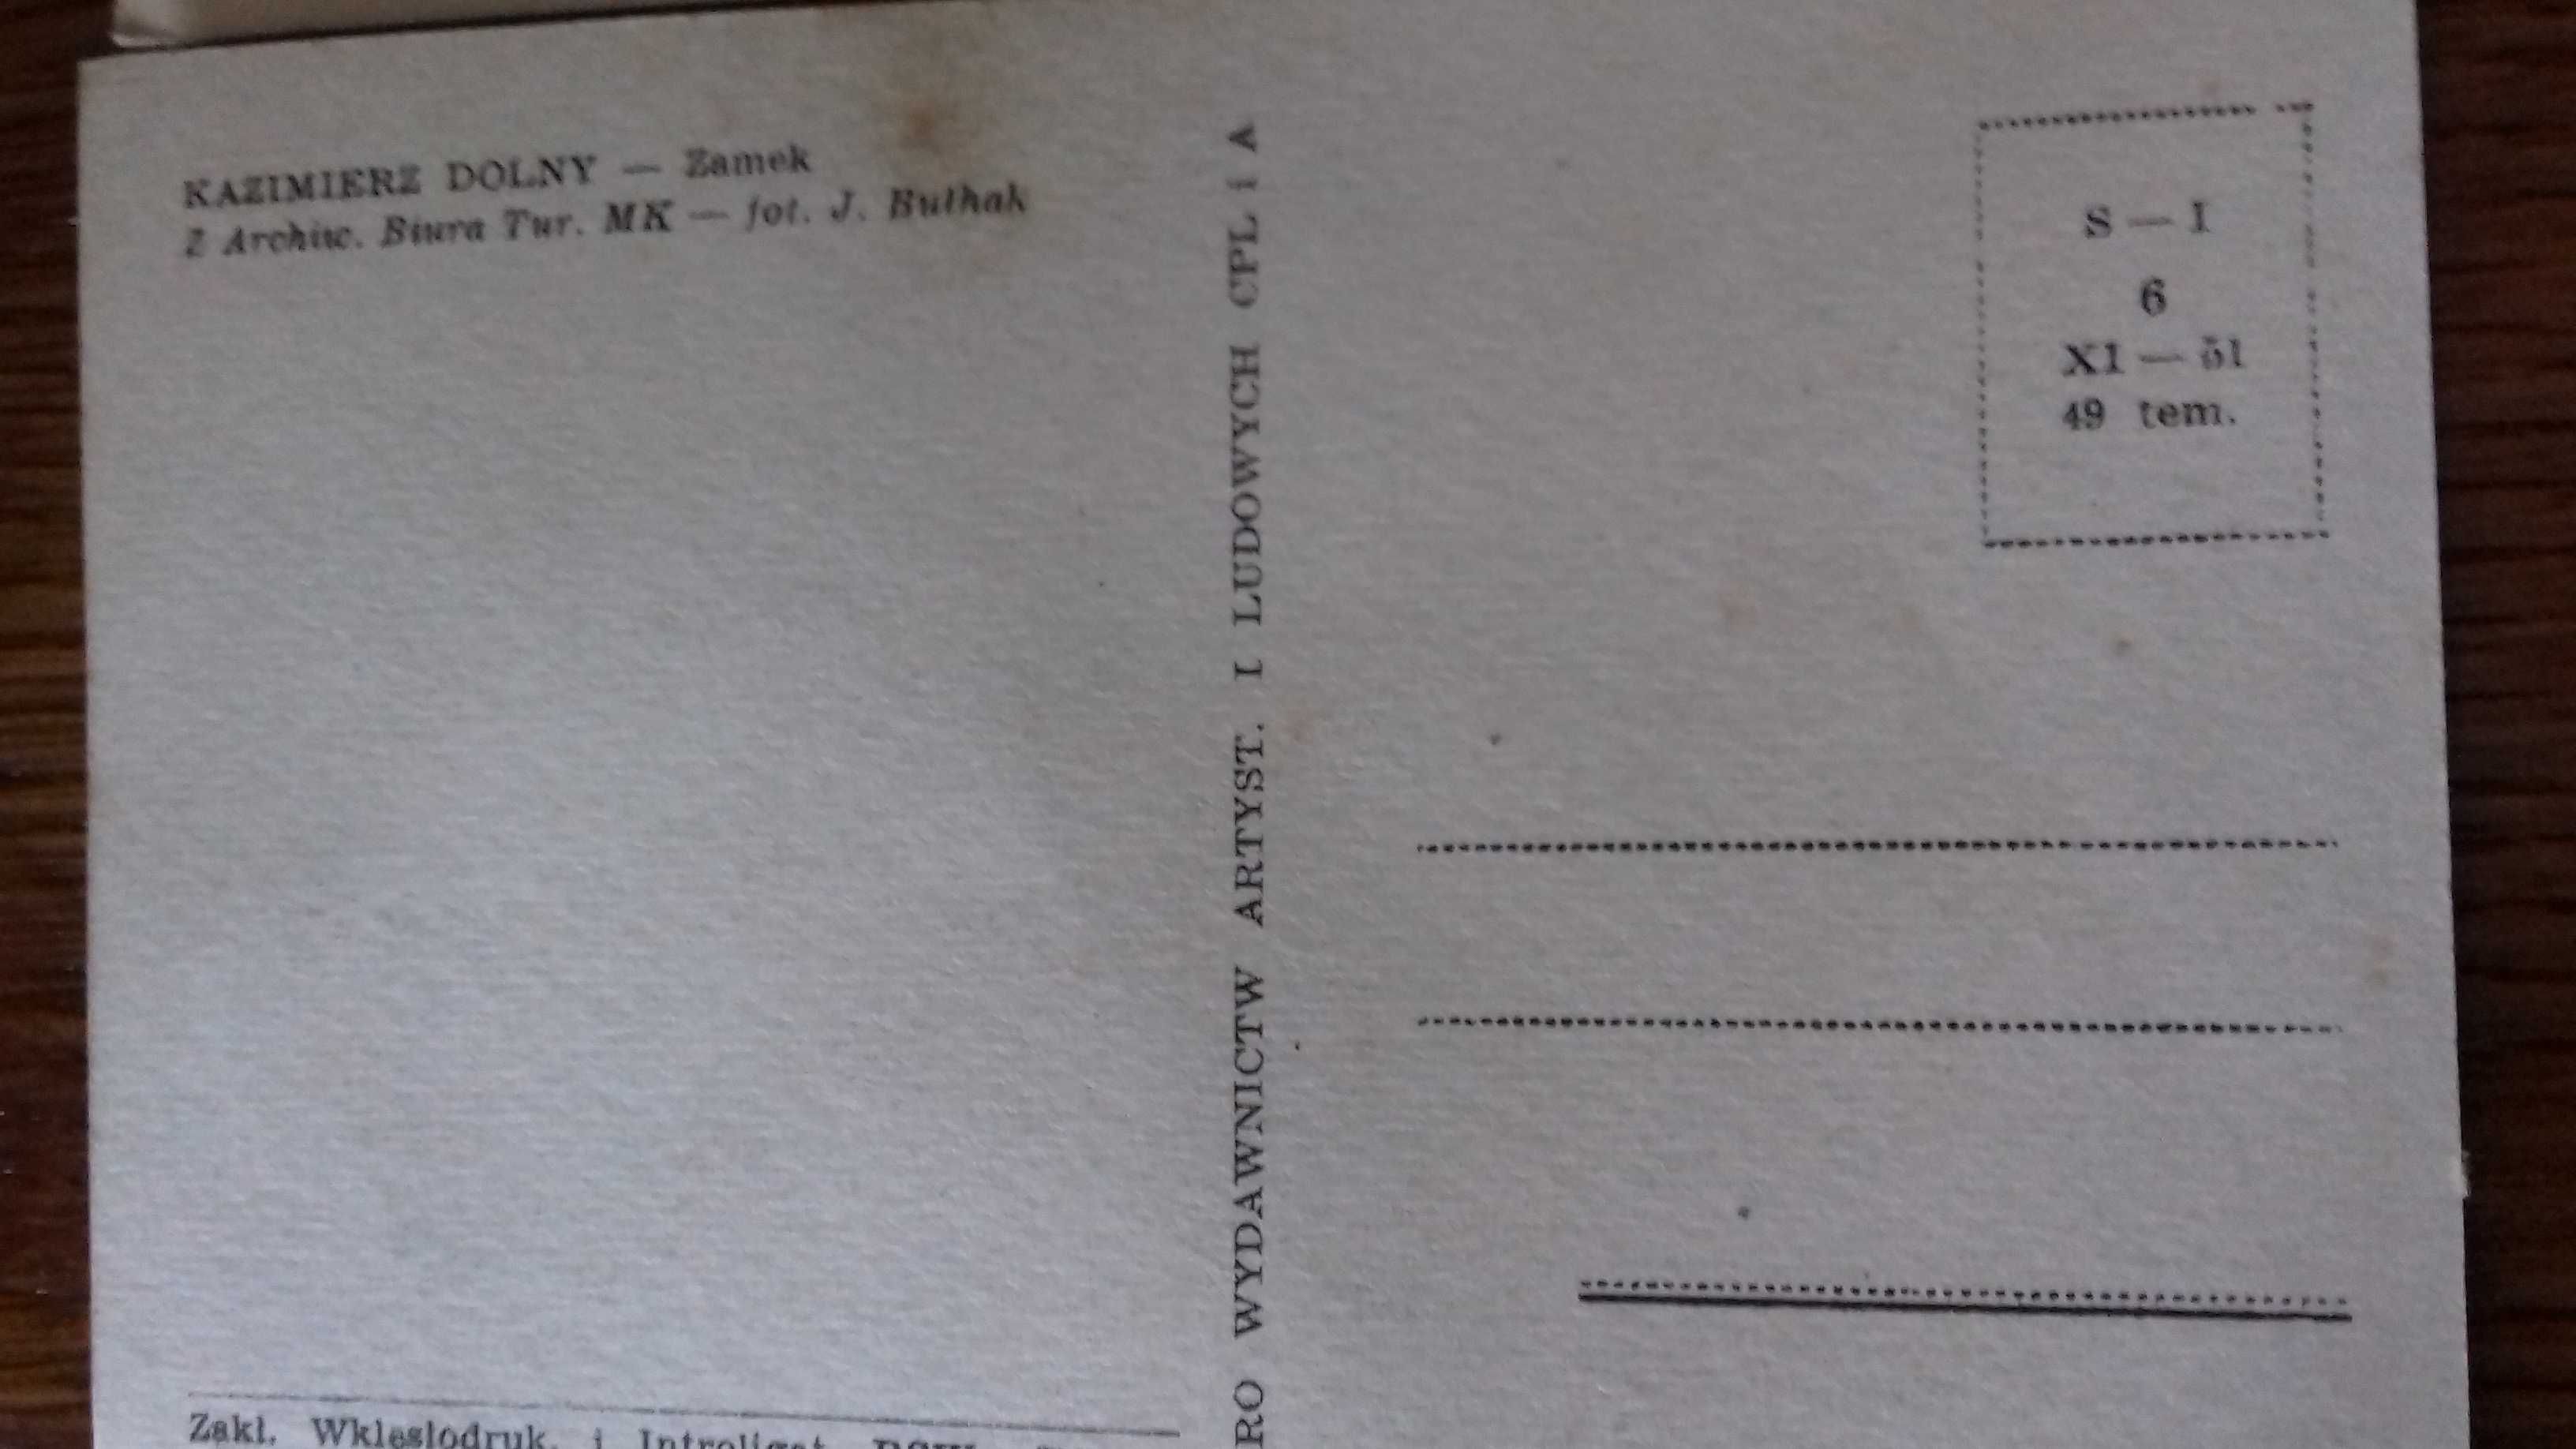 KAZIMIERZ DOLNY — Zamek
Z Archiw. Biura Tur. MK — fot. J. Bułhak
RO WYDAWNICTW ARTYST. I LUDOWYCH CPL i A
S — I
6
XI — 51
49 tem.
Zakł. Wklęsłodruk. i Introligat.